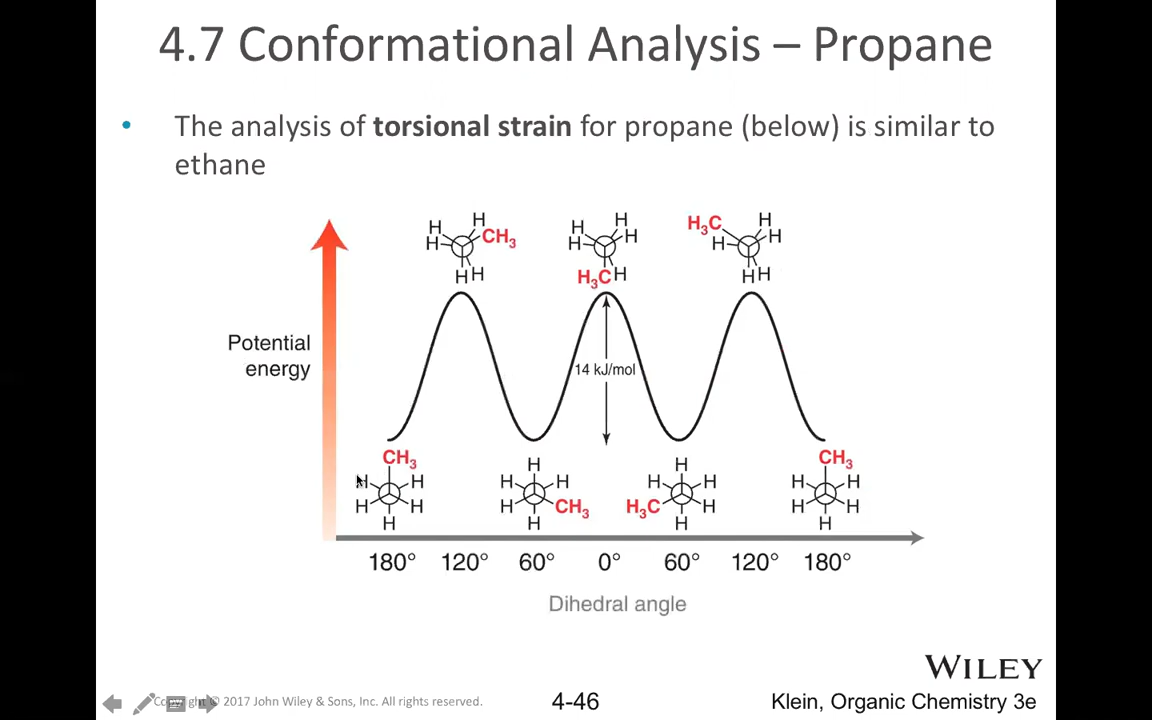 4.7 Conformational Analysis – Propane
• The analysis of torsional strain for propane (below) is similar to
ethane
H H H H₃C H
H CH₃ H H H H
H H H₃C H H H
Potential
energy
14 kJ/mol
CH₃ H H CH₃
H H H H H H H H
H H H CH₃ H₃C H H H
H H H H
180° 120° 60° 0° 60° 120° 180°
Dihedral angle
WILEY
Copyright © 2017 John Wiley & Sons, Inc. All rights reserved.
4-46
Klein, Organic Chemistry 3e